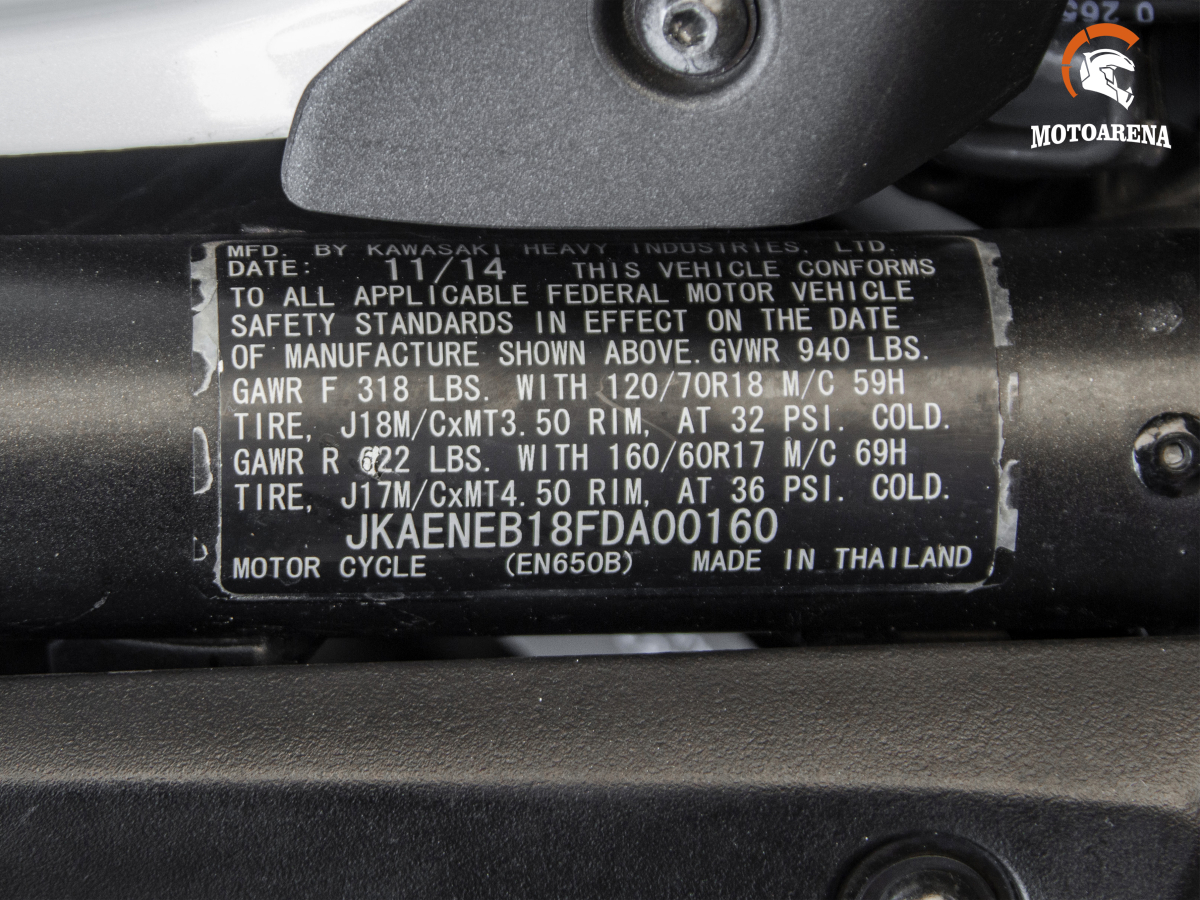 0 265
MOTOARENA
MFD. BY KAWASAKI HEAVY INDUSTRIES, LTD.
DATE: 11/14 THIS VEHICLE CONFORMS
TO ALL APPLICABLE FEDERAL MOTOR VEHICLE
SAFETY STANDARDS IN EFFECT ON THE DATE
OF MANUFACTURE SHOWN ABOVE. GVWR 940 LBS.
GAWR F 318 LBS. WITH 120/70R18 M/C 59H
TIRE, J18M/CxMT3.50 RIM, AT 32 PSI. COLD.
GAWR R 622 LBS. WITH 160/60R17 M/C 69H
TIRE, J17M/CxMT4.50 RIM, AT 36 PSI. COLD.
JKAENEB18FDA00160
MOTOR CYCLE (EN650B) MADE IN THAILAND